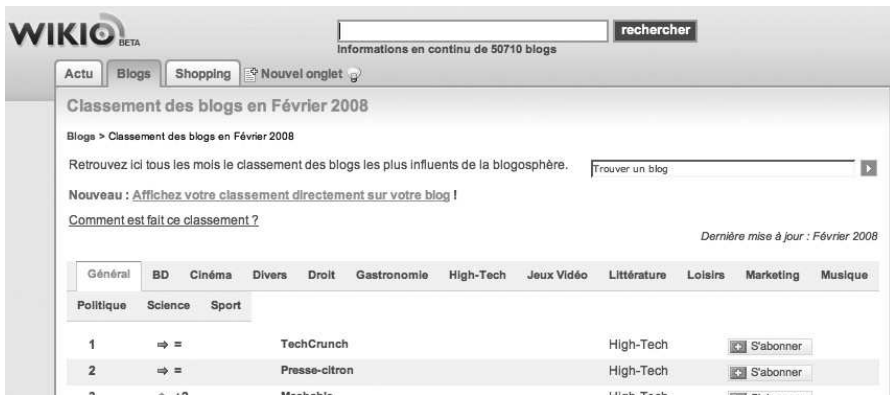 WIKIO BETA
rechercher
Informations en continu de 50710 blogs
Actu Blogs Shopping Nouvel onglet
Classement des blogs en Février 2008
Blogs > Classement des blogs en Février 2008
Retrouvez ici tous les mois le classement des blogs les plus influents de la blogosphère. Trouver un blog
Nouveau : Affichez votre classement directement sur votre blog !
Comment est fait ce classement ?
Dernière mise à jour : Février 2008
Général BD Cinéma Divers Droit Gastronomie High-Tech Jeux Vidéo Littérature Loisirs Marketing Musique
Politique Science Sport
1 ⇒ = TechCrunch High-Tech S'abonner
2 ⇒ = Presse-citron High-Tech S'abonner